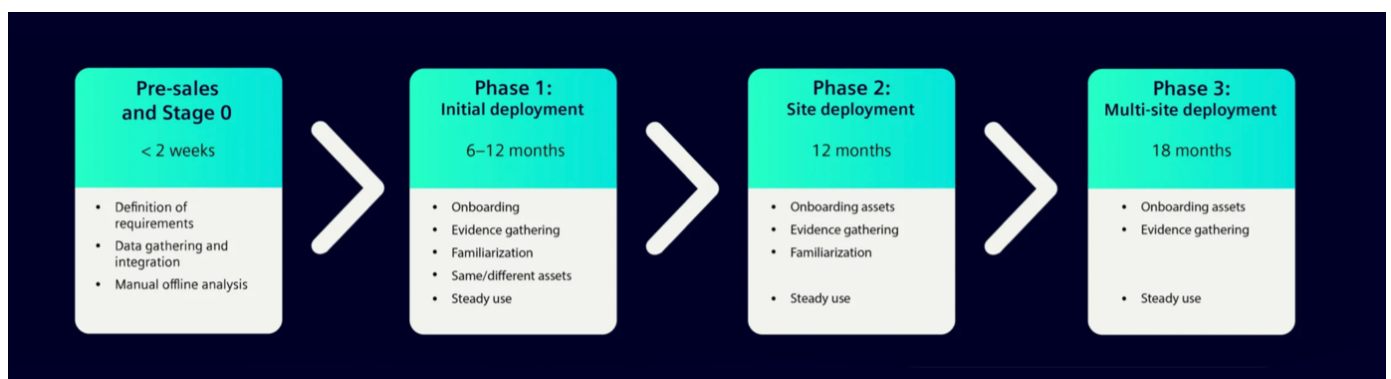 Pre-sales
and Stage 0
< 2 weeks
• Definition of
requirements
• Data gathering and
integration
• Manual offline analysis
Phase 1:
Initial deployment
6–12 months
• Onboarding
• Evidence gathering
• Familiarization
• Same/different assets
• Steady use
Phase 2:
Site deployment
12 months
• Onboarding assets
• Evidence gathering
• Familiarization
• Steady use
Phase 3:
Multi-site deployment
18 months
• Onboarding assets
• Evidence gathering
• Steady use